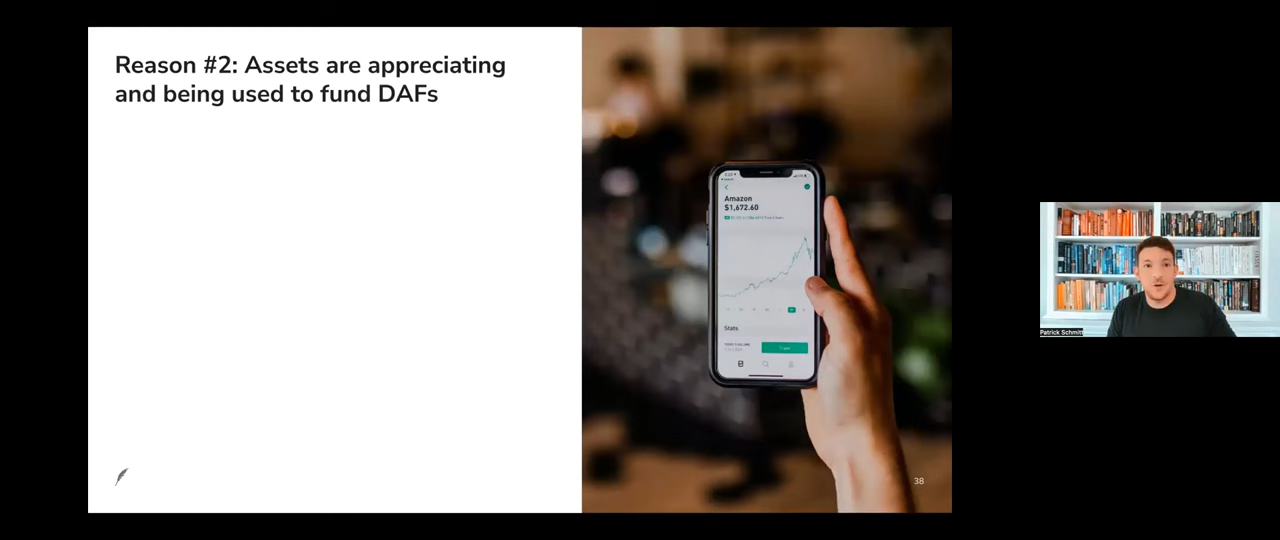 Reason #2: Assets are appreciating
and being used to fund DAFs
Amazon
$1,672.60
Stats
38
Patrick Schmitt